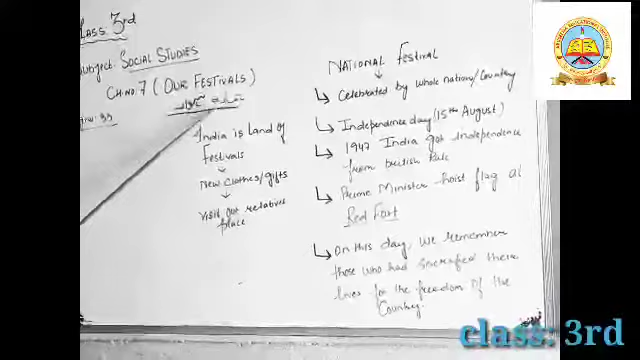 Class: 3rd
Subject: Social Studies
CH:NO: 7 (Our Festivals)
India is land of
Festivals
New clothes/gifts
Visit our relatives
place
National Festival
Celebrated by whole nation/Country
Independence day (15th August)
1947 India got Independence
from British Rule
Prime Minister hoist flag at
Red Fort
On this day, we remember
those who had
lives for the freedom of the
Country.
class: 3rd